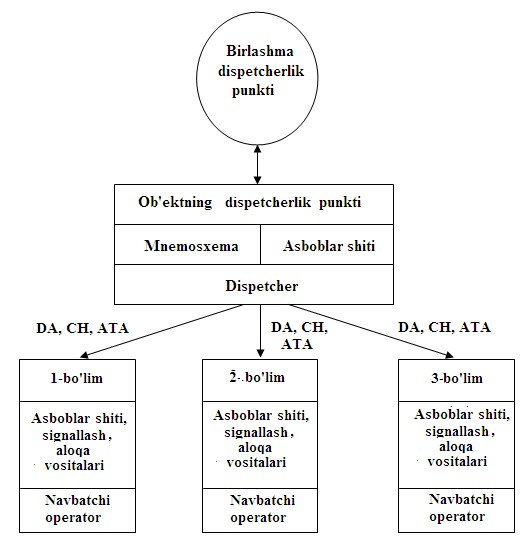 Birlashma
dispetcherlik
punkti
Ob'ektning dispetcherlik punkti
Mnemosxema
Asboblar shiti
Dispetcher
DA, CH, ATA
DA, CH,
ATA
DA, CH, ATA
1-bo'lim
Asboblar shiti,
signallash,
aloqa
vositalari
Navbatchi
operator
2-.bo'lim
Asboblar shiti,
signallash,
aloqa
vositalari
Navbatchi
operator
3-bo'lim
Asboblar shiti,
signallash,
aloqa
vositalari
Navbatchi
operator